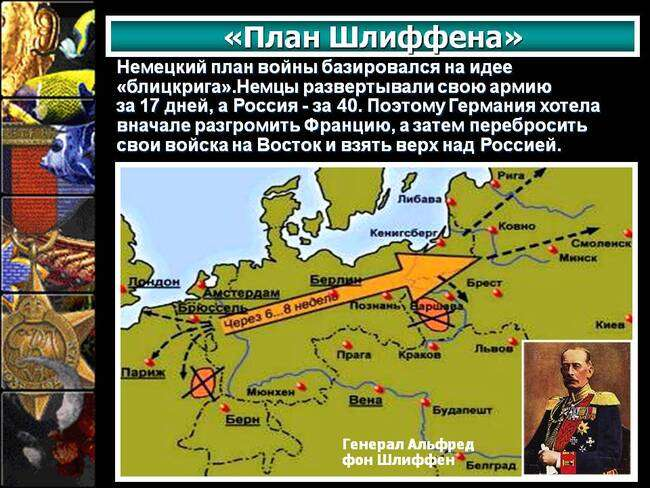 «План Шлиффена»
Немецкий план войны базировался на идее
«блицкрига».Немцы развертывали свою армию
за 17 дней, а Россия - за 40. Поэтому Германия хотела
вначале разгромить Францию, а затем перебросить
свои войска на Восток и взять верх над Россией.
Рига
Либава
Кенигсберг
Ковно
Смоленск
Минск
Лондон
Амстердам
Берлин
Брест
Брюссель
Через 6...8 недель
Познань
Варшава
Киев
Париж
Прага
Краков
Львов
Мюнхен
Вена
Берн
Будапешт
Генерал Альфред
фон Шлиффен
Белград